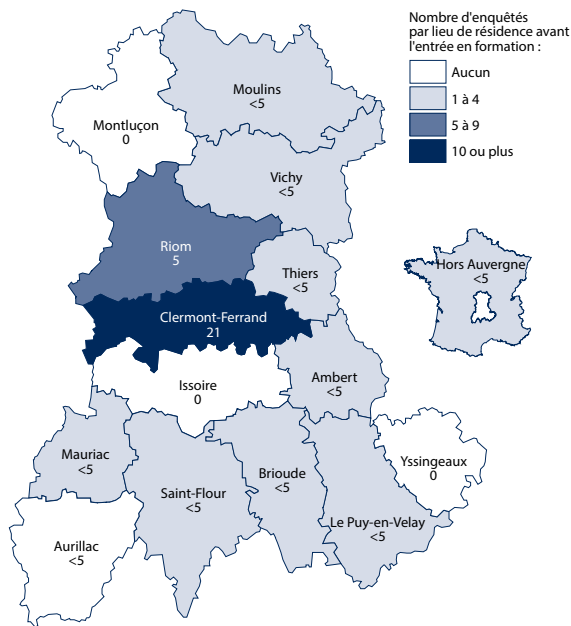 Nombre d'enquêtés
par lieu de résidence avant
l'entrée en formation :
Aucun
1 à 4
5 à 9
10 ou plus
Moulins
<5
Montluçon
0
Vichy
<5
Riom
5
Thiers
<5
Hors Auvergne
<5
Clermont-Ferrand
21
Issoire
0
Ambert
<5
Mauriac
<5
Saint-Flour
<5
Brioude
<5
Yssingeaux
0
Le Puy-en-Velay
<5
Aurillac
<5